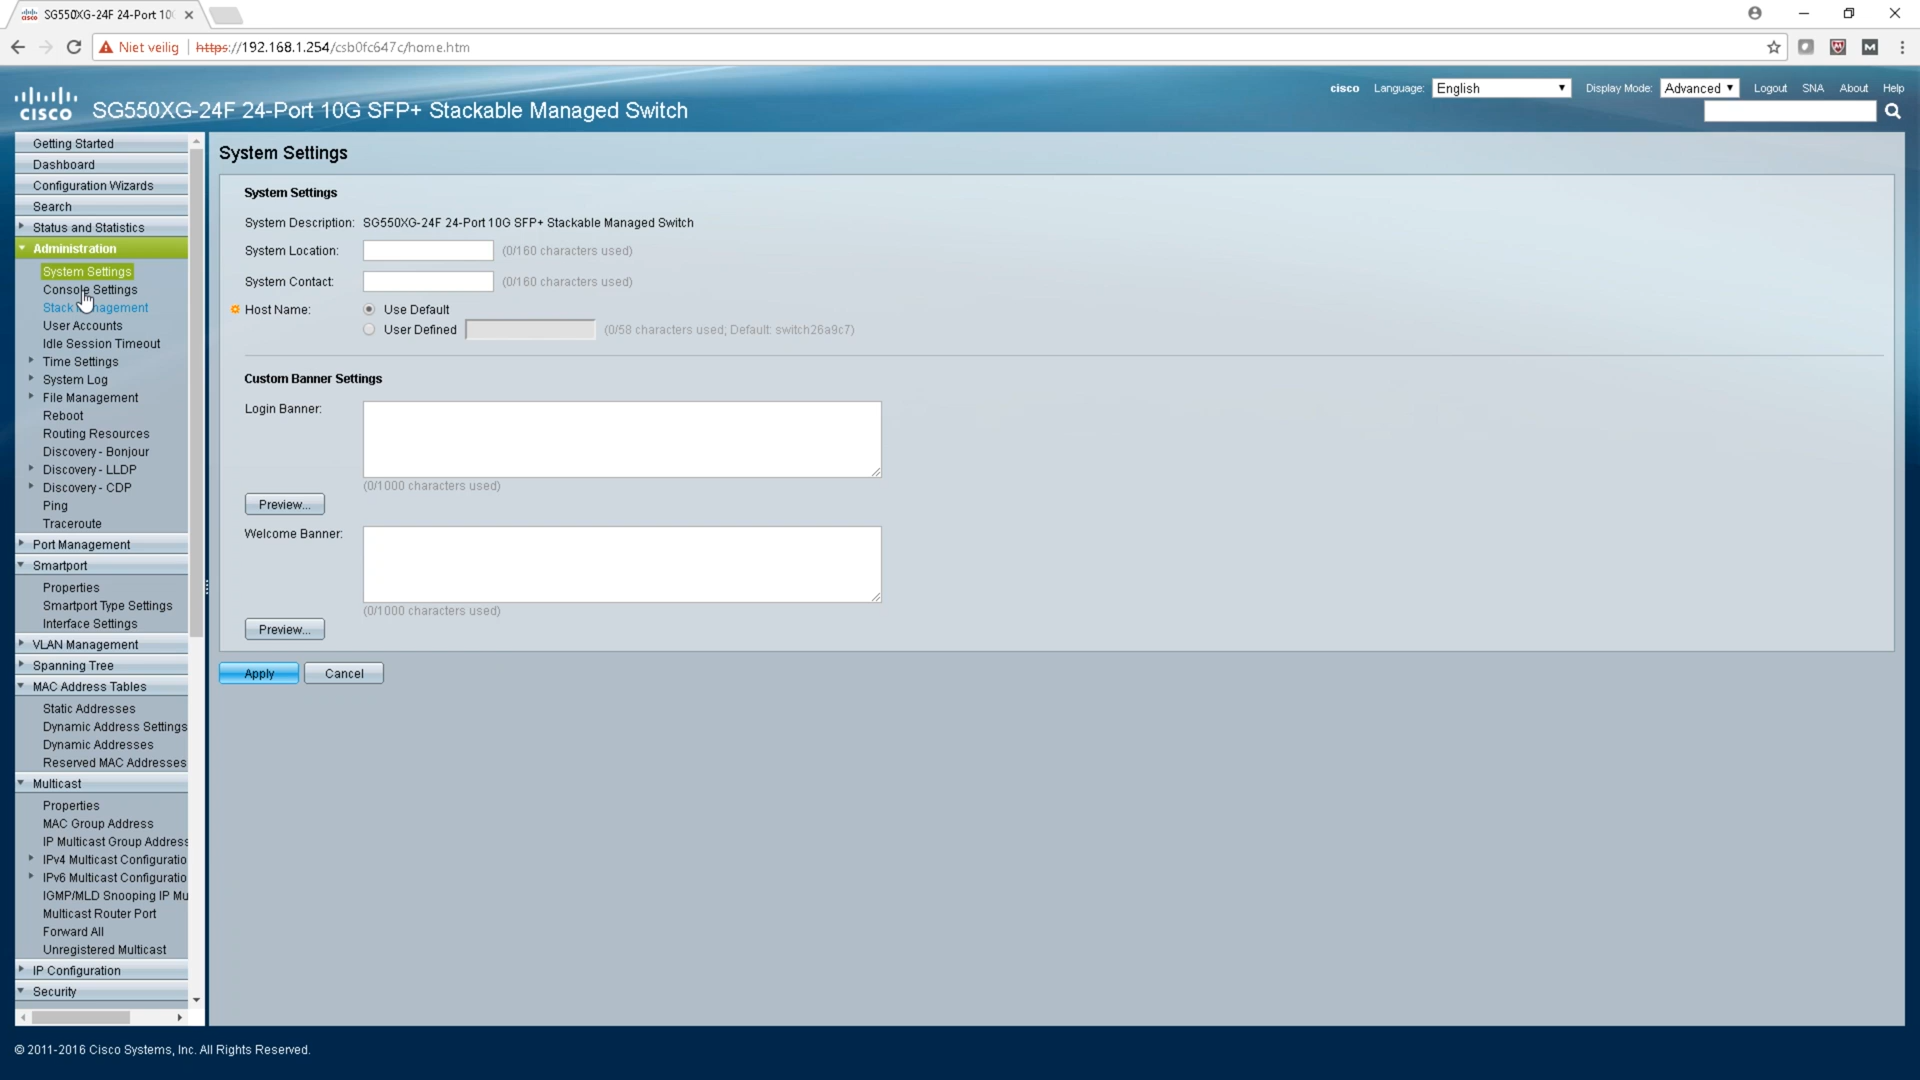 SG550XG-24F 24-Port 10G
Niet veilig https://192.168.1.254/csb0fc647c/home.htm
cisco Language: English Display Mode: Advanced Logout SNA About Help
cisco SG550XG-24F 24-Port 10G SFP+ Stackable Managed Switch
Getting Started
Dashboard
Configuration Wizards
Search
Status and Statistics
Administration
System Settings
Console Settings
Stack
User Accounts
Idle Session Timeout
Time Settings
System Log
File Management
Reboot
Routing Resources
Discovery - Bonjour
Discovery - LLDP
Discovery - CDP
Ping
Traceroute
Port Management
Smartport
Properties
Smartport Type Settings
Interface Settings
VLAN Management
Spanning Tree
MAC Address Tables
Static Addresses
Dynamic Address Settings
Dynamic Addresses
Reserved MAC Addresses
Multicast
Properties
MAC Group Address
IP Multicast Group Address
IPv4 Multicast Configuratio
IPv6 Multicast Configuratio
IGMP/MLD Snooping IP Mu
Multicast Router Port
Forward All
Unregistered Multicast
IP Configuration
Security
System Settings
System Settings
System Description: SG550XG-24F 24-Port 10G SFP+ Stackable Managed Switch
System Location: (0/160 characters used)
System Contact: (0/160 characters used)
Host Name: Use Default
User Defined (0/58 characters used; Default: switch26a9c7)
Custom Banner Settings
Login Banner:
(0/1000 characters used)
Preview...
Welcome Banner:
(0/1000 characters used)
Preview...
Apply Cancel
© 2011-2016 Cisco Systems, Inc. All Rights Reserved.